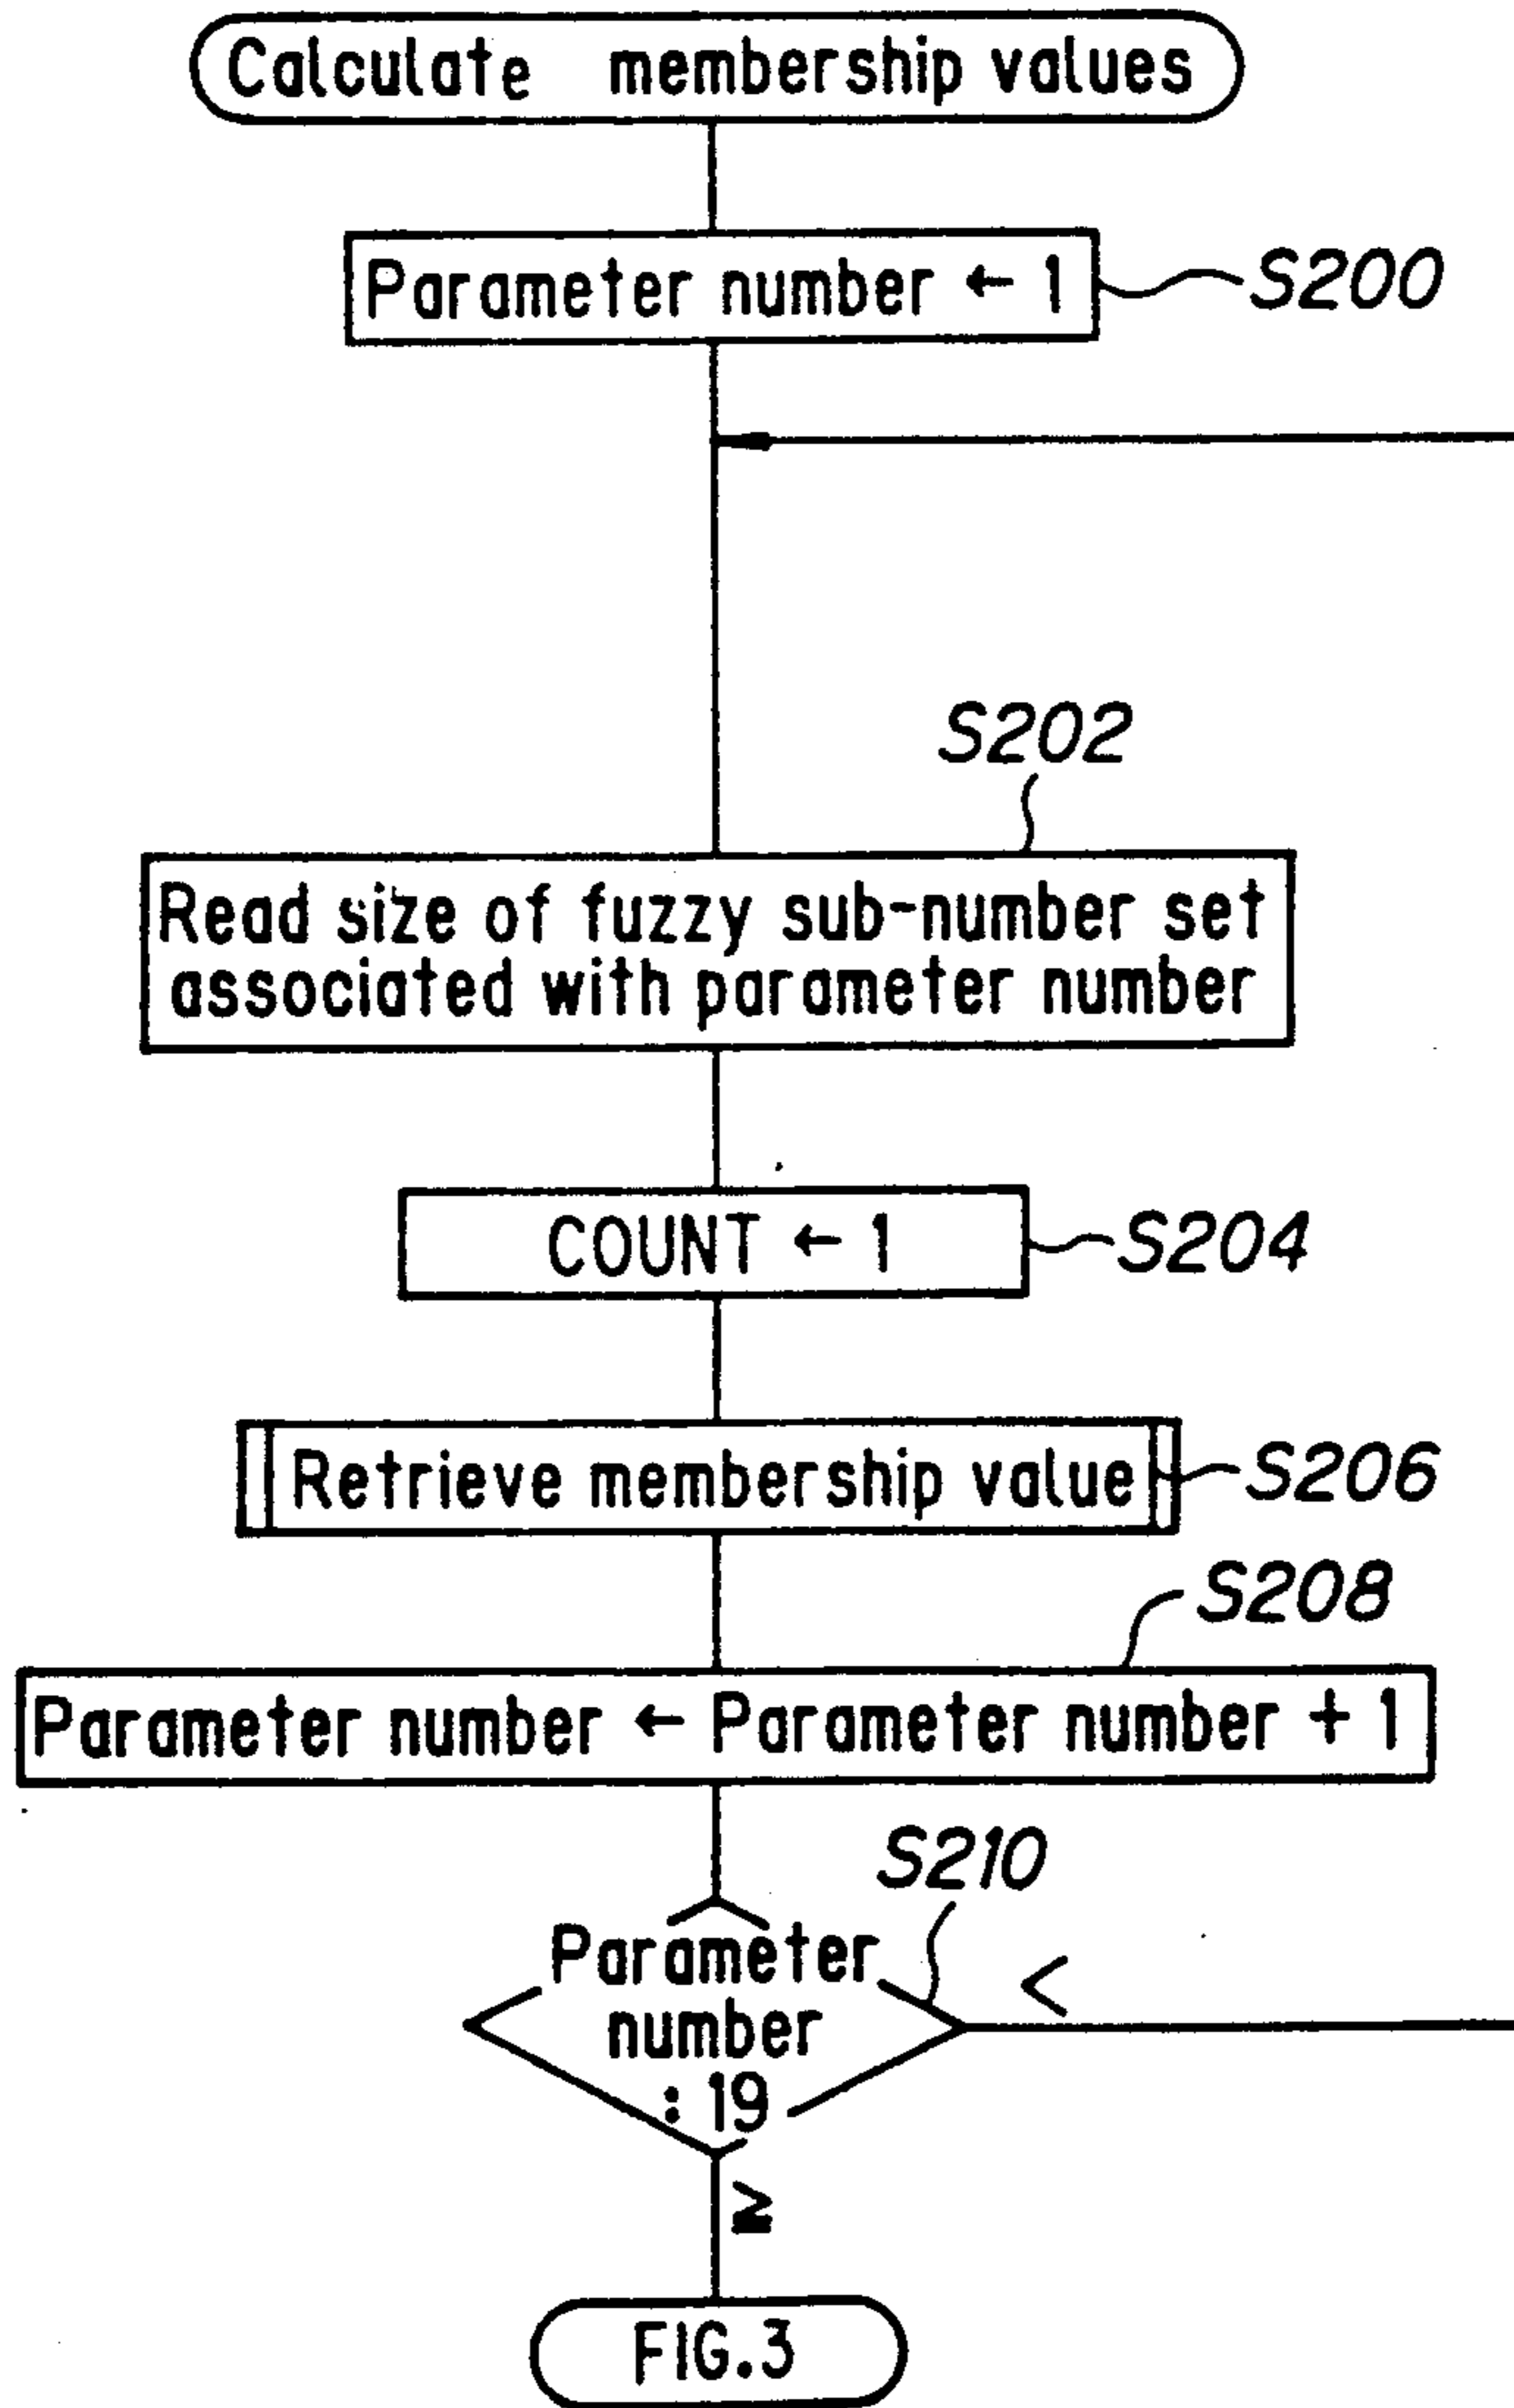 Calculate membership values
Parameter number ← 1
S200
S202
Read size of fuzzy sub-number set
associated with parameter number
COUNT ← 1
S204
Retrieve membership value
S206
S208
Parameter number ← Parameter number + 1
S210
Parameter
number
: 19
<
≥
FIG.3